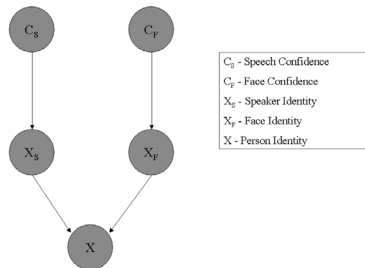 C_S
C_F
C_S - Speech Confidence
C_F - Face Confidence
X_S - Speaker Identity
X_F - Face Identity
X - Person Identity
X_S
X_F
X